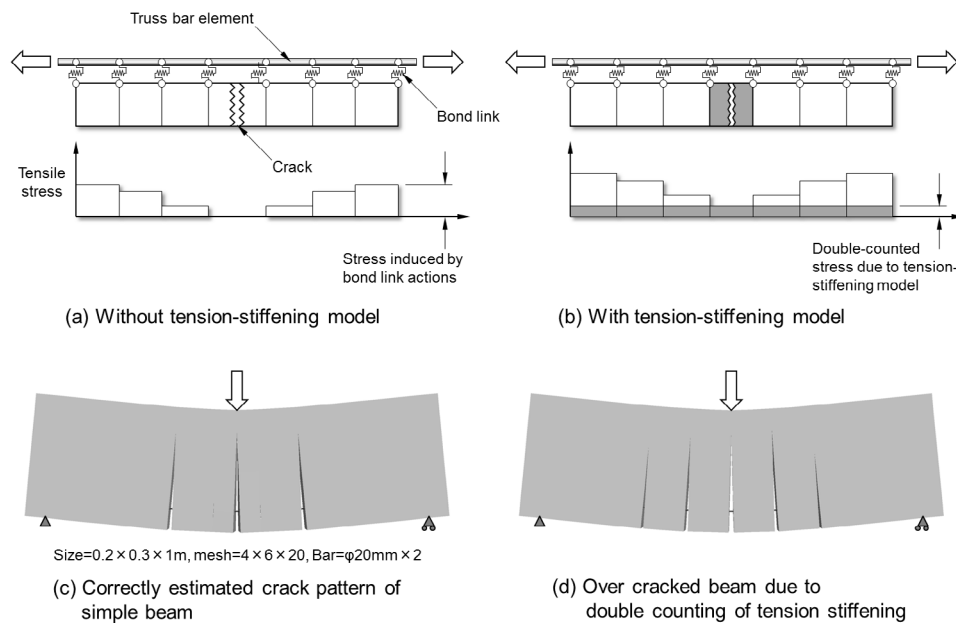 Truss bar element
Bond link
Crack
Tensile
stress
Stress induced by
bond link actions
(a) Without tension-stiffening model
Double-counted
stress due to tension-
stiffening model
(b) With tension-stiffening model
Size=0.2×0.3×1m, mesh=4×6×20, Bar=φ20mm×2
(c) Correctly estimated crack pattern of
simple beam
(d) Over cracked beam due to
double counting of tension stiffening